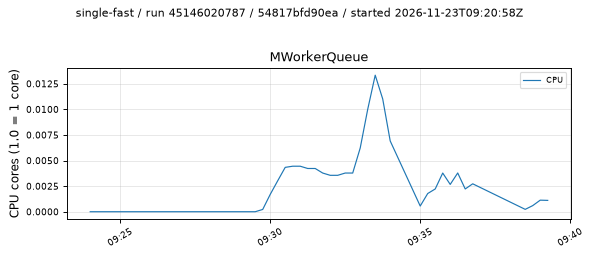 single-fast / run 45146020787 / 54817bfd90ea / started 2026-11-23T09:20:58Z
MWorkerQueue
CPU
CPU cores (1.0 = 1 core)
0.0125
0.0100
0.0075
0.0050
0.0025
0.0000
09:25
09:30
09:35
09:40